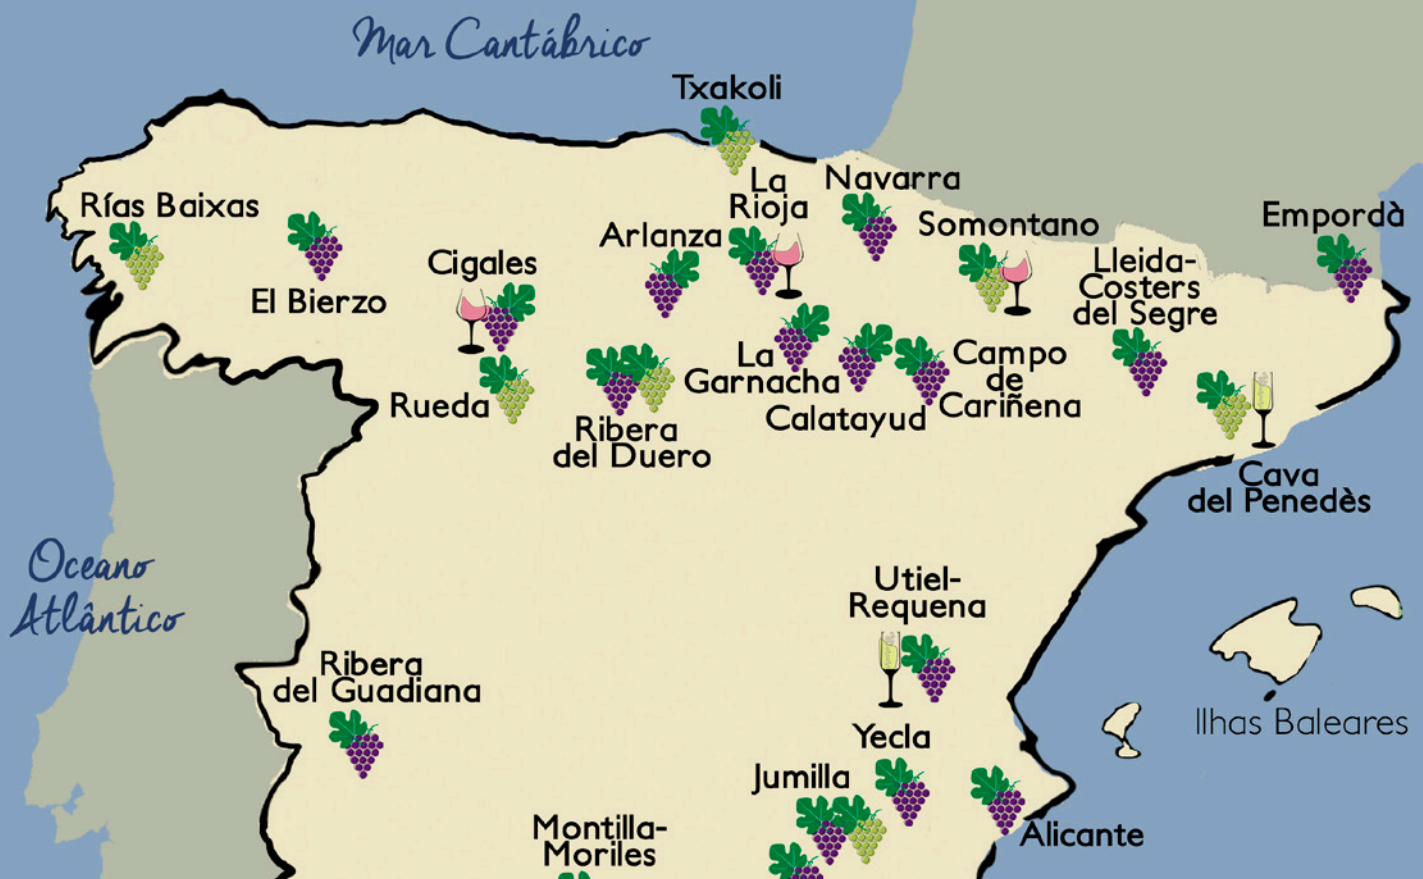 Mar Cantábrico
Txakoli
La
Rioja
Navarra
Rías Baixas
Empordà
Somontano
Arlanza
Cigales
Lleida-
Costers
del Segre
El Bierzo
La
Garnacha
Campo
de
Cariñena
Calatayud
Rueda
Ribera
del Duero
Cava
del Penedès
Oceano
Atlântico
Utiel-
Requena
Ribera
del Guadiana
Ilhas Baleares
Yecla
Jumilla
Alicante
Montilla-
Moriles